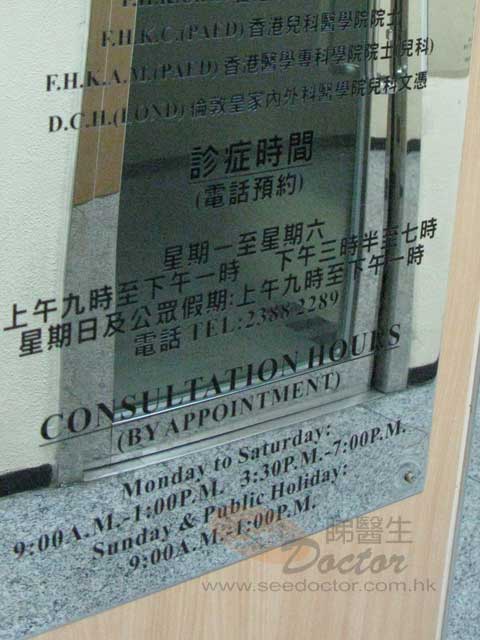 F.H.K.C.(PAED) 香港兒科醫學院院士
F.H.K.A.M.(PAED) 香港醫學專科學院院士(兒科)
D.C.H.(LOND) 倫敦皇家內外科醫學院兒科文憑
診症時間
(電話預約)
星期一至星期六
上午九時至下午一時 下午三時半至七時
星期日及公眾假期:上午九時至下午一時
電話 TEL:2388 2289
CONSULTATION HOURS
(BY APPOINTMENT)
Monday to Saturday:
9:00A.M.-1:00P.M. 3:30P.M.-7:00P.M.
Sunday & Public Holiday:
9:00A.M.-1:00P.M.
睇醫生
Doctor
www.seedoctor.com.hk